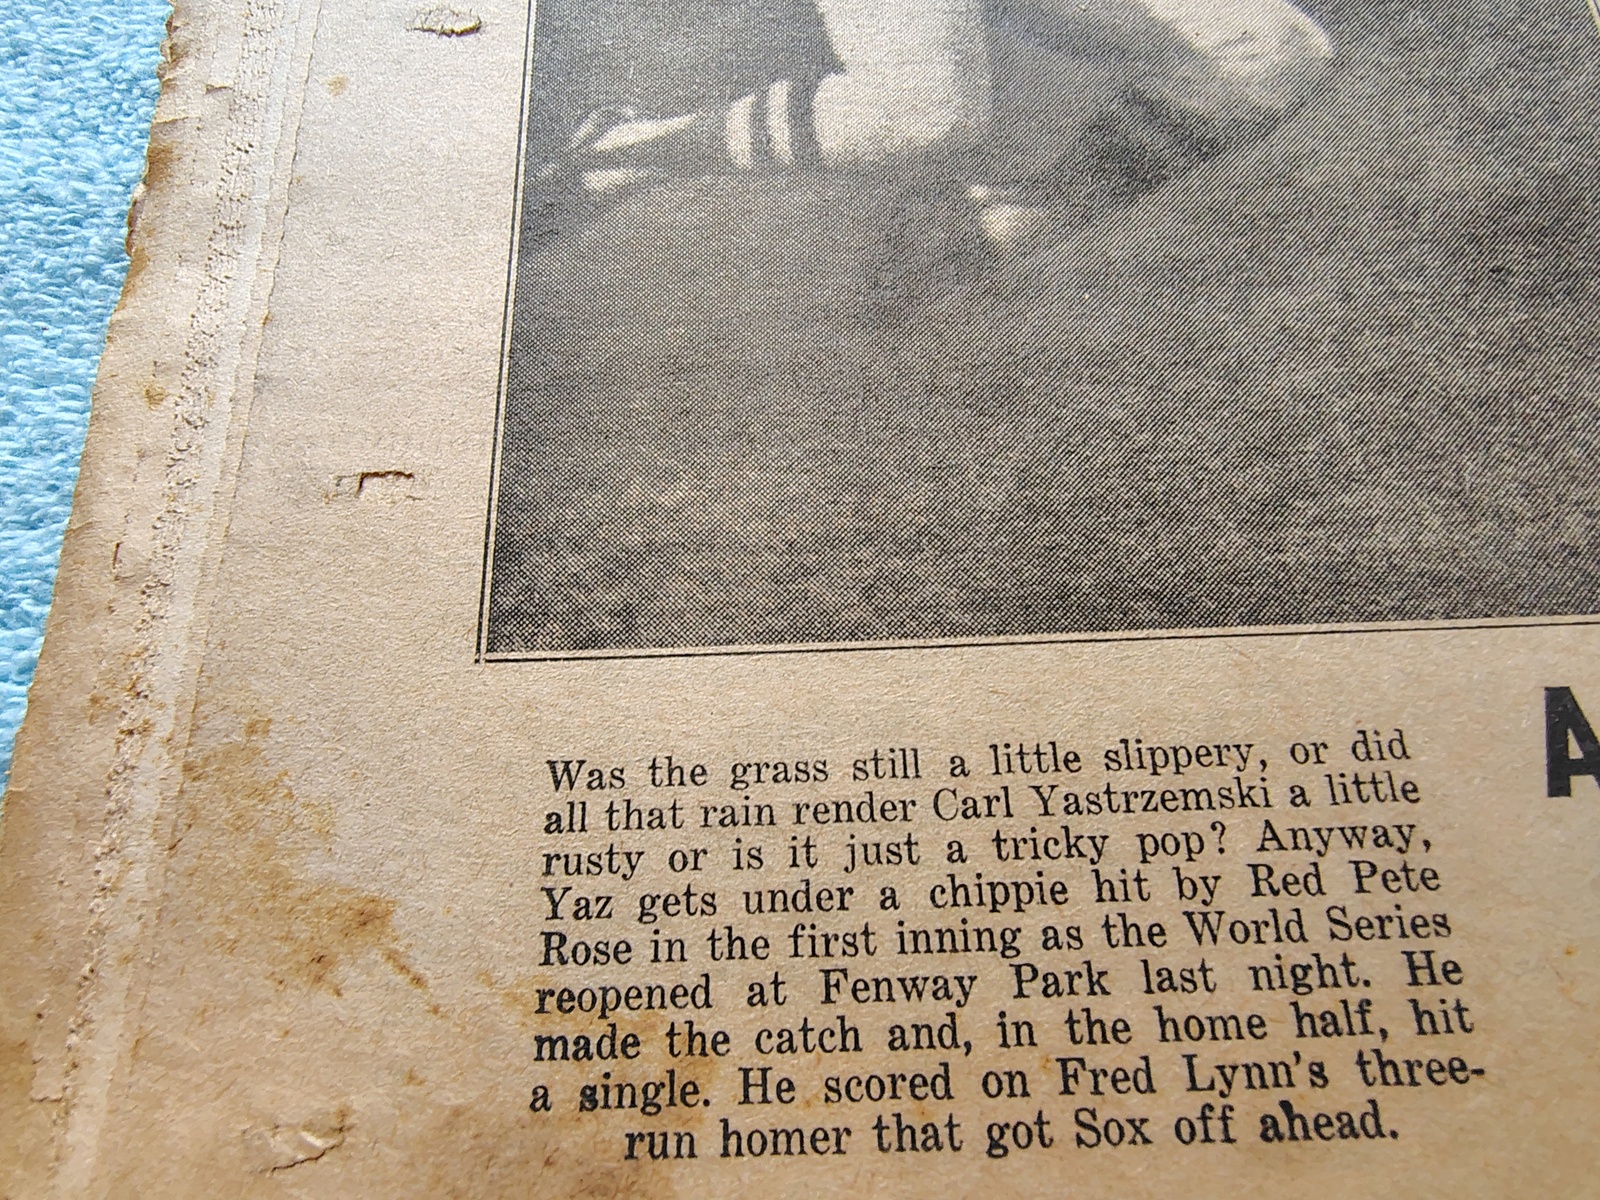 Was the grass still a little slippery, or did
all that rain render Carl Yastrzemski a little
rusty or is it just a tricky pop? Anyway,
Yaz gets under a chippie hit by Red Pete
Rose in the first inning as the World Series
reopened at Fenway Park last night. He
made the catch and, in the home half, hit
a single. He scored on Fred Lynn's three-
run homer that got Sox off ahead.
A